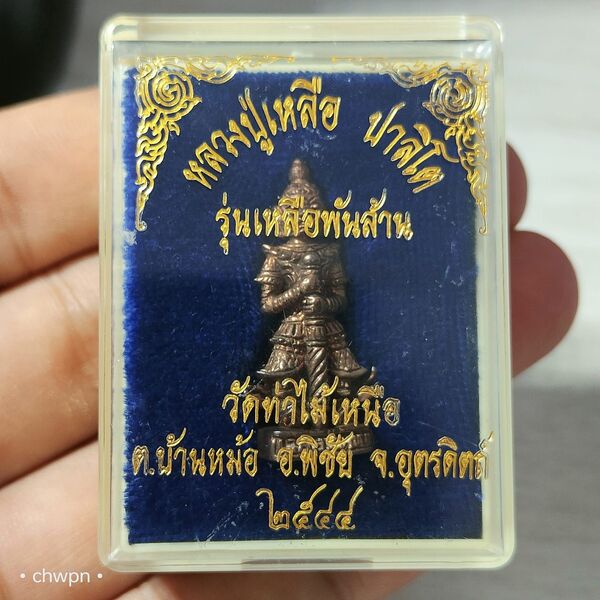 หลวงปู่เหลือ ปาลิโต
รุ่นเหลือพันล้าน
วัดท่าไม้เหนือ
ต.บ้านหม้อ อ.พิชัย จ.อุตรดิตถ์
๒๕๔๔
• chwpn •